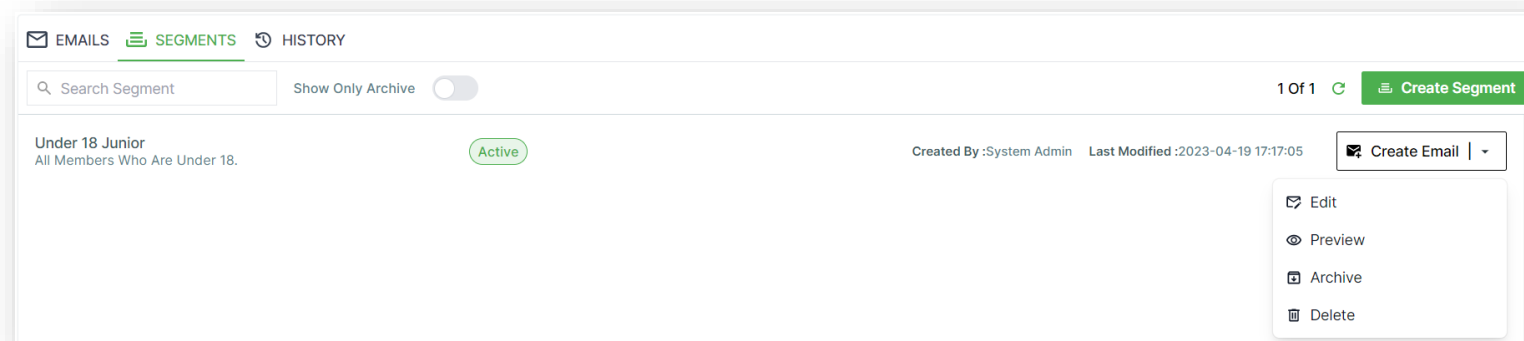 EMAILS SEGMENTS HISTORY
Search Segment Show Only Archive 1 Of 1 Create Segment
Under 18 Junior
All Members Who Are Under 18.
Active
Created By :System Admin Last Modified :2023-04-19 17:17:05
Create Email
Edit
Preview
Archive
Delete